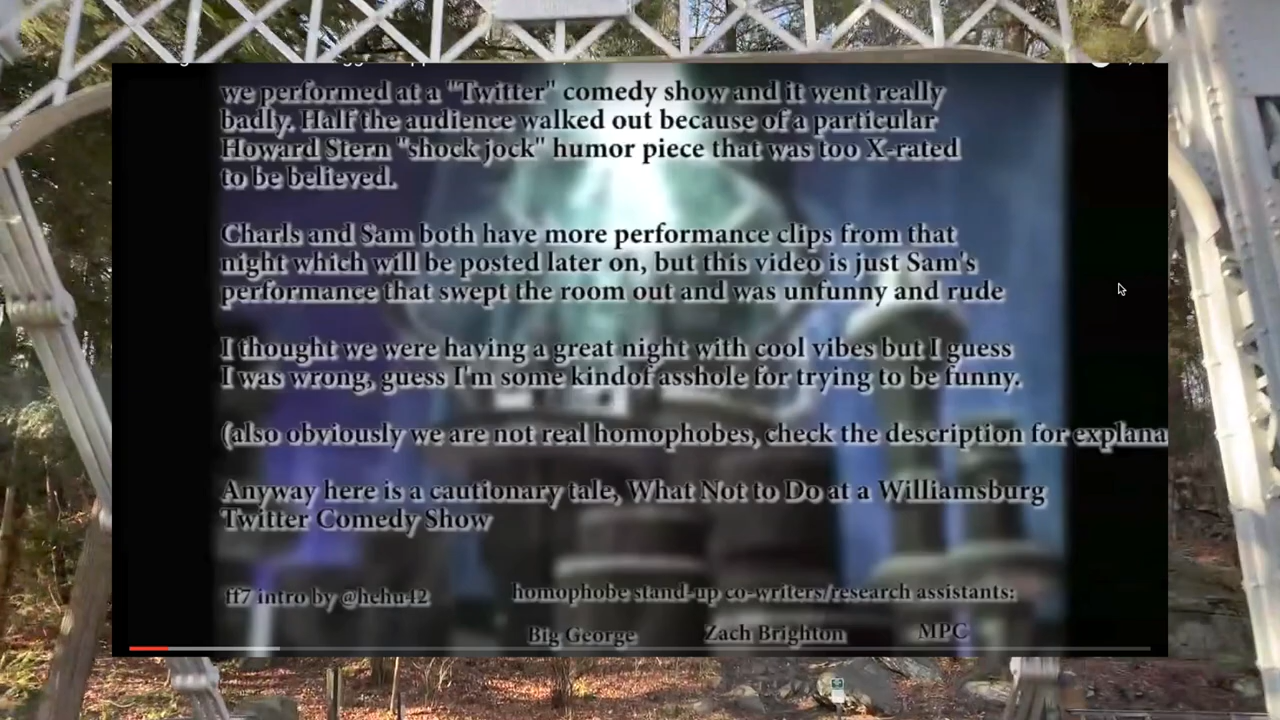 we performed at a "Twitter" comedy show and it went really
badly. Half the audience walked out because of a particular
Howard Stern "shock jock" humor piece that was too X-rated
to be believed.
Charls and Sam both have more performance clips from that
night which will be posted later on, but this video is just Sam's
performance that swept the room out and was unfunny and rude
I thought we were having a great night with cool vibes but I guess
I was wrong, guess I'm some kindof asshole for trying to be funny.
(also obviously we are not real homophobes, check the description for explana
Anyway here is a cautionary tale, What Not to Do at a Williamsburg
Twitter Comedy Show
ff7 intro by @hehu42
homophobe stand-up co-writers/research assistants:
Big George Zach Brighton MPC